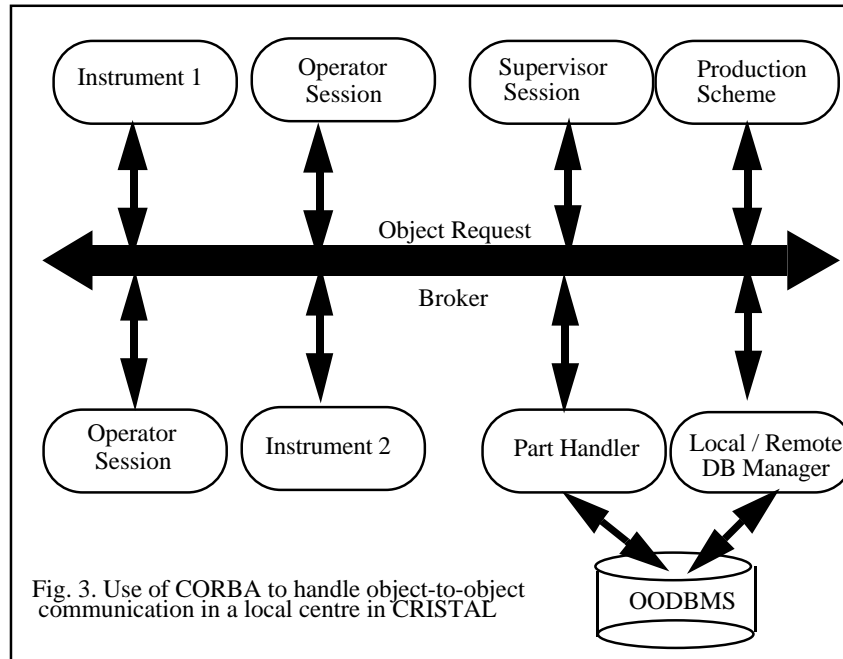 Instrument 1
Operator
Session
Supervisor
Session
Production
Scheme
Object Request
Broker
Operator
Session
Instrument 2
Part Handler
Local / Remote
DB Manager
OODBMS
Fig. 3. Use of CORBA to handle object-to-object
communication in a local centre in CRISTAL